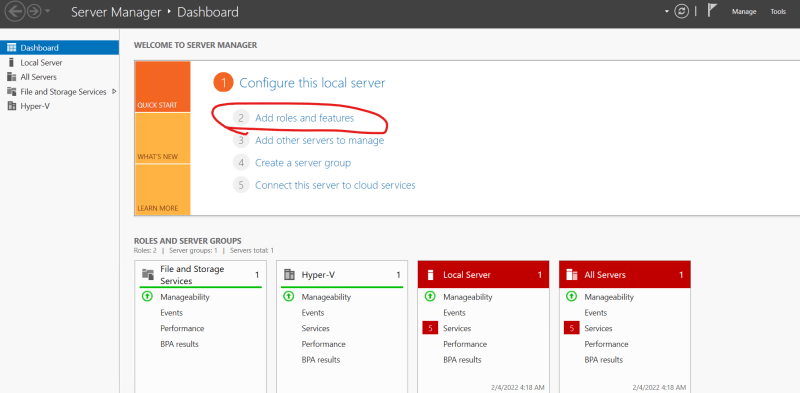 Server Manager • Dashboard
Manage Tools
Dashboard
Local Server
All Servers
File and Storage Services
Hyper-V
WELCOME TO SERVER MANAGER
QUICK START
WHAT'S NEW
LEARN MORE
1 Configure this local server
2 Add roles and features
3 Add other servers to manage
4 Create a server group
5 Connect this server to cloud services
ROLES AND SERVER GROUPS
Roles: 2 | Server groups: 1 | Servers total: 1
File and Storage Services 1
Manageability
Events
Performance
BPA results
Hyper-V 1
Manageability
Events
Services
Performance
BPA results
Local Server 1
Manageability
Events
5 Services
Performance
BPA results
2/4/2022 4:18 AM
All Servers 1
Manageability
Events
5 Services
Performance
BPA results
2/4/2022 4:18 AM